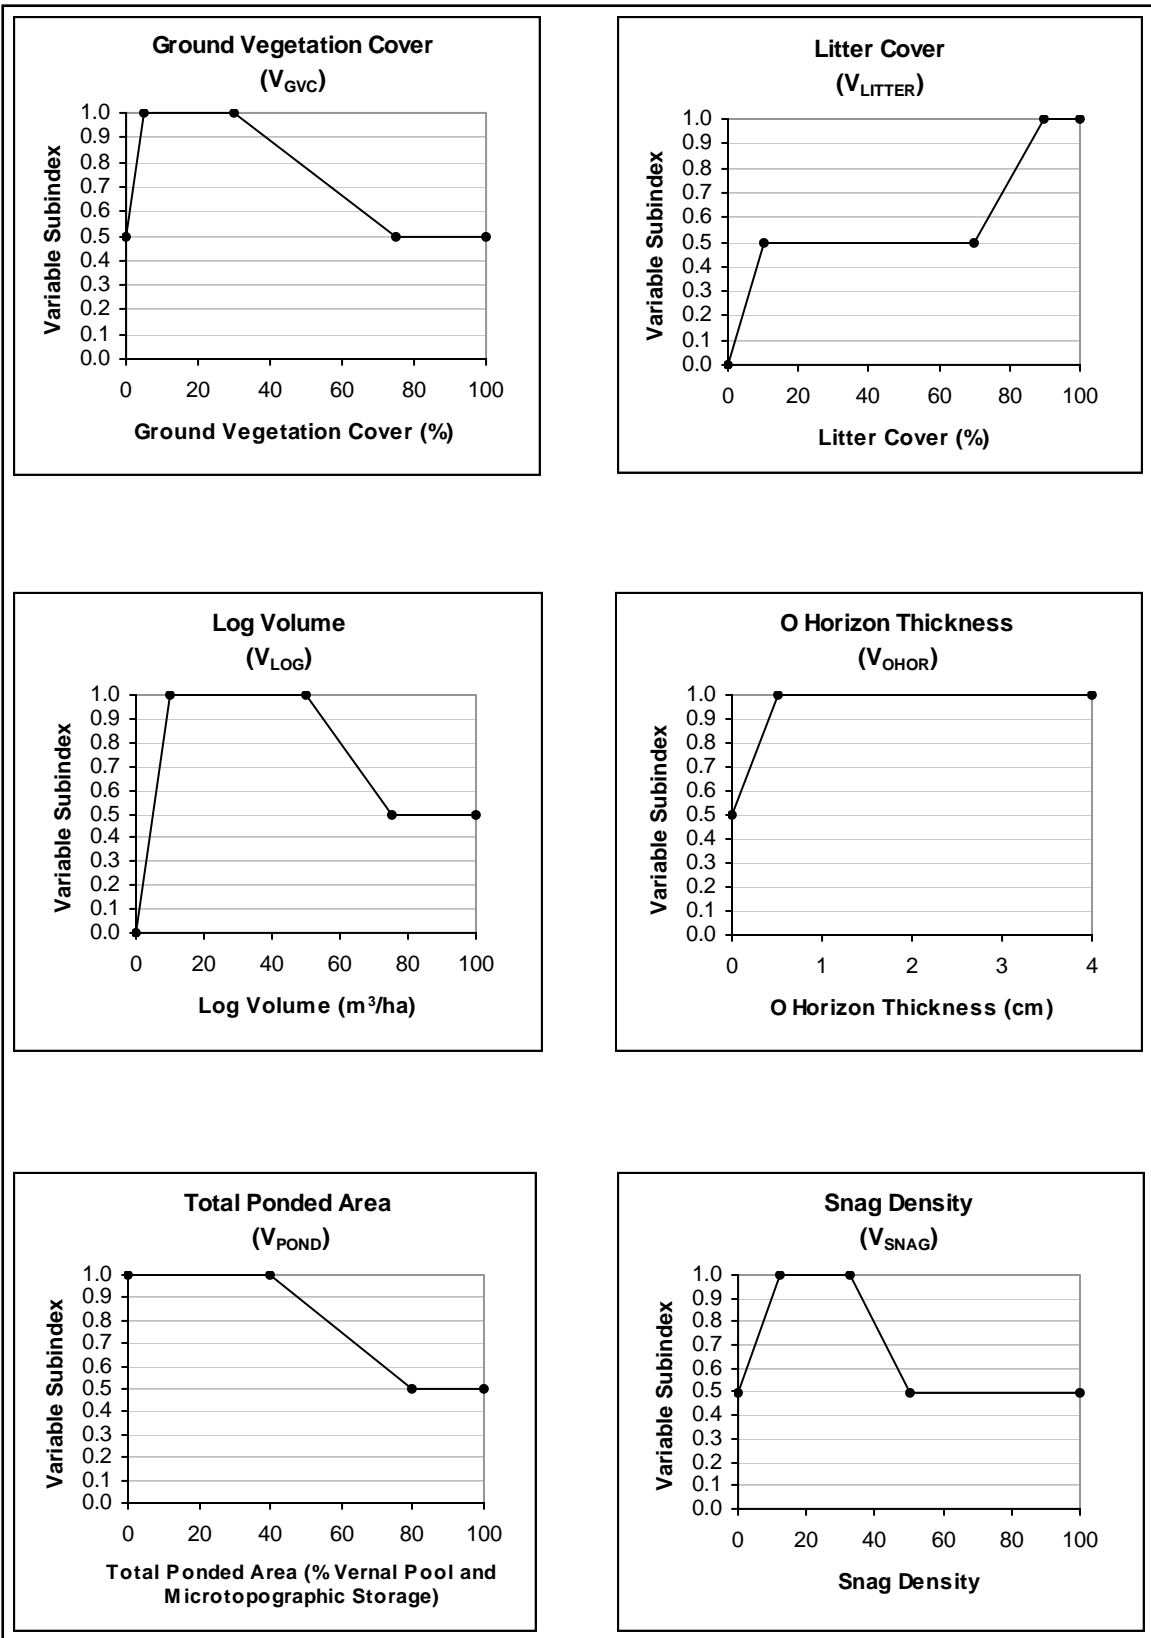 Ground Vegetation Cover
(VGVC)
1.0
0.9
0.8
0.7
0.6
0.5
0.4
0.3
0.2
0.1
0.0
Variable Subindex
0 20 40 60 80 100
Ground Vegetation Cover (%)
Litter Cover
(VLITTER)
1.0
0.9
0.8
0.7
0.6
0.5
0.4
0.3
0.2
0.1
0.0
Variable Subindex
0 20 40 60 80 100
Litter Cover (%)
Log Volume
(VLOG)
1.0
0.9
0.8
0.7
0.6
0.5
0.4
0.3
0.2
0.1
0.0
Variable Subindex
0 20 40 60 80 100
Log Volume (m³/ha)
O Horizon Thickness
(VOHOR)
1.0
0.9
0.8
0.7
0.6
0.5
0.4
0.3
0.2
0.1
0.0
Variable Subindex
0 1 2 3 4
O Horizon Thickness (cm)
Total Ponded Area
(VPOND)
1.0
0.9
0.8
0.7
0.6
0.5
0.4
0.3
0.2
0.1
0.0
Variable Subindex
0 20 40 60 80 100
Total Ponded Area (% Vernal Pool and
Microtopographic Storage)
Snag Density
(VSNAG)
1.0
0.9
0.8
0.7
0.6
0.5
0.4
0.3
0.2
0.1
0.0
Variable Subindex
0 20 40 60 80 100
Snag Density